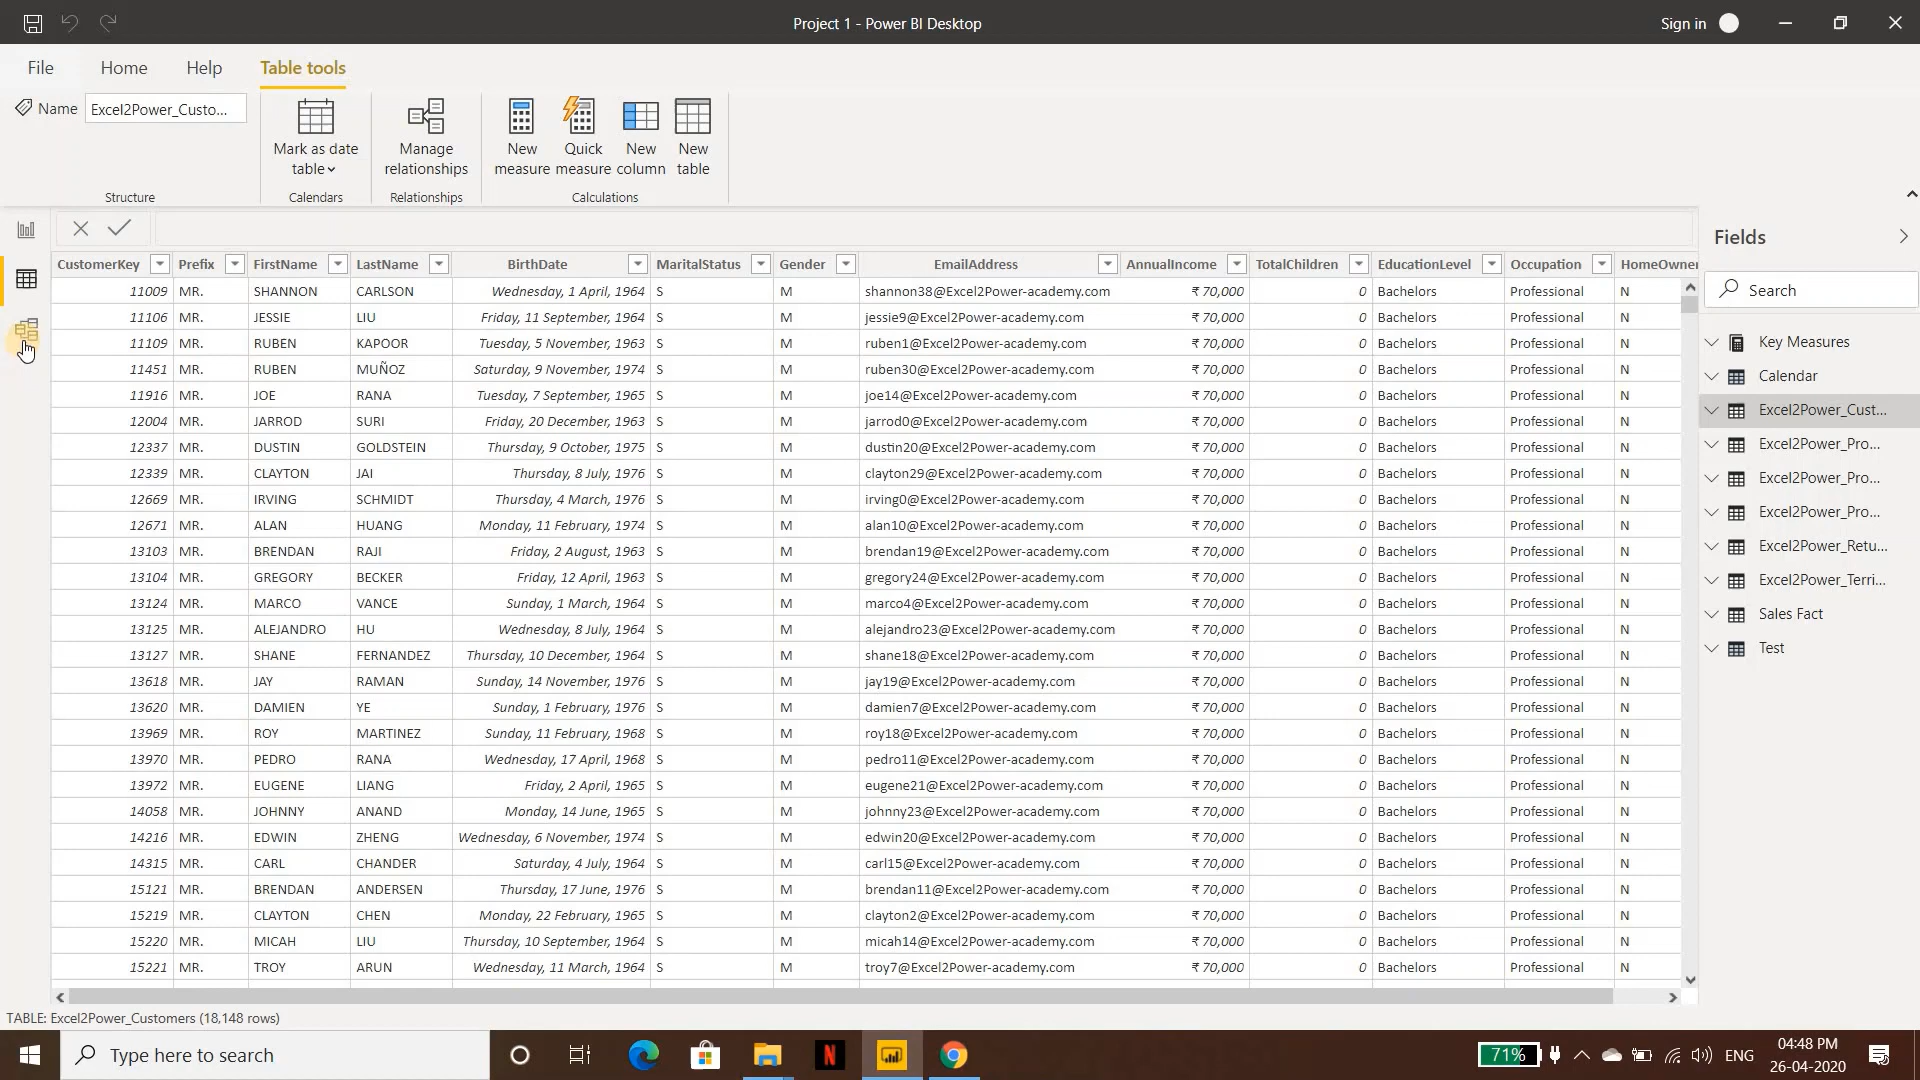 Project 1 - Power BI Desktop
Sign in
File Home Help Table tools
Name Excel2Power_Custo...
Mark as date table
Manage relationships
New measure
Quick measure
New column
New table
Structure Calendars Relationships Calculations
Fields
Search
Key Measures
Calendar
Excel2Power_Cust...
Excel2Power_Pro...
Excel2Power_Pro...
Excel2Power_Pro...
Excel2Power_Retu...
Excel2Power_Terri...
Sales Fact
Test
CustomerKey Prefix FirstName LastName BirthDate MaritalStatus Gender EmailAddress AnnualIncome TotalChildren EducationLevel Occupation HomeOwner
11009 MR. SHANNON CARLSON Wednesday, 1 April, 1964 S M shannon38@Excel2Power-academy.com ₹ 70,000 0 Bachelors Professional N
11106 MR. JESSIE LIU Friday, 11 September, 1964 S M jessie9@Excel2Power-academy.com ₹ 70,000 0 Bachelors Professional N
11109 MR. RUBEN KAPOOR Tuesday, 5 November, 1963 S M ruben1@Excel2Power-academy.com ₹ 70,000 0 Bachelors Professional N
11451 MR. RUBEN MUÑOZ Saturday, 9 November, 1974 S M ruben30@Excel2Power-academy.com ₹ 70,000 0 Bachelors Professional N
11916 MR. JOE RANA Tuesday, 7 September, 1965 S M joe14@Excel2Power-academy.com ₹ 70,000 0 Bachelors Professional N
12004 MR. JARROD SURI Friday, 20 December, 1963 S M jarrod0@Excel2Power-academy.com ₹ 70,000 0 Bachelors Professional N
12337 MR. DUSTIN GOLDSTEIN Thursday, 9 October, 1975 S M dustin20@Excel2Power-academy.com ₹ 70,000 0 Bachelors Professional N
12339 MR. CLAYTON JAI Thursday, 8 July, 1976 S M clayton29@Excel2Power-academy.com ₹ 70,000 0 Bachelors Professional N
12669 MR. IRVING SCHMIDT Thursday, 4 March, 1976 S M irving0@Excel2Power-academy.com ₹ 70,000 0 Bachelors Professional N
12671 MR. ALAN HUANG Monday, 11 February, 1974 S M alan10@Excel2Power-academy.com ₹ 70,000 0 Bachelors Professional N
13103 MR. BRENDAN RAJI Friday, 2 August, 1963 S M brendan19@Excel2Power-academy.com ₹ 70,000 0 Bachelors Professional N
13104 MR. GREGORY BECKER Friday, 12 April, 1963 S M gregory24@Excel2Power-academy.com ₹ 70,000 0 Bachelors Professional N
13124 MR. MARCO VANCE Sunday, 1 March, 1964 S M marco4@Excel2Power-academy.com ₹ 70,000 0 Bachelors Professional N
13125 MR. ALEJANDRO HU Wednesday, 8 July, 1964 S M alejandro23@Excel2Power-academy.com ₹ 70,000 0 Bachelors Professional N
13127 MR. SHANE FERNANDEZ Thursday, 10 December, 1964 S M shane18@Excel2Power-academy.com ₹ 70,000 0 Bachelors Professional N
13618 MR. JAY RAMAN Sunday, 14 November, 1976 S M jay19@Excel2Power-academy.com ₹ 70,000 0 Bachelors Professional N
13620 MR. DAMIEN YE Sunday, 1 February, 1976 S M damien7@Excel2Power-academy.com ₹ 70,000 0 Bachelors Professional N
13969 MR. ROY MARTINEZ Sunday, 11 February, 1968 S M roy18@Excel2Power-academy.com ₹ 70,000 0 Bachelors Professional N
13970 MR. PEDRO RANA Wednesday, 17 April, 1968 S M pedro11@Excel2Power-academy.com ₹ 70,000 0 Bachelors Professional N
13972 MR. EUGENE LIANG Friday, 2 April, 1965 S M eugene21@Excel2Power-academy.com ₹ 70,000 0 Bachelors Professional N
14058 MR. JOHNNY ANAND Monday, 14 June, 1965 S M johnny23@Excel2Power-academy.com ₹ 70,000 0 Bachelors Professional N
14216 MR. EDWIN ZHENG Wednesday, 6 November, 1974 S M edwin20@Excel2Power-academy.com ₹ 70,000 0 Bachelors Professional N
14315 MR. CARL CHANDER Saturday, 4 July, 1964 S M carl15@Excel2Power-academy.com ₹ 70,000 0 Bachelors Professional N
15121 MR. BRENDAN ANDERSEN Thursday, 17 June, 1976 S M brendan11@Excel2Power-academy.com ₹ 70,000 0 Bachelors Professional N
15219 MR. CLAYTON CHEN Monday, 22 February, 1965 S M clayton2@Excel2Power-academy.com ₹ 70,000 0 Bachelors Professional N
15220 MR. MICAH LIU Thursday, 10 September, 1964 S M micah14@Excel2Power-academy.com ₹ 70,000 0 Bachelors Professional N
15221 MR. TROY ARUN Wednesday, 11 March, 1964 S M troy7@Excel2Power-academy.com ₹ 70,000 0 Bachelors Professional N
TABLE: Excel2Power_Customers (18,148 rows)
Type here to search
N
71%
ENG
04:48 PM
26-04-2020